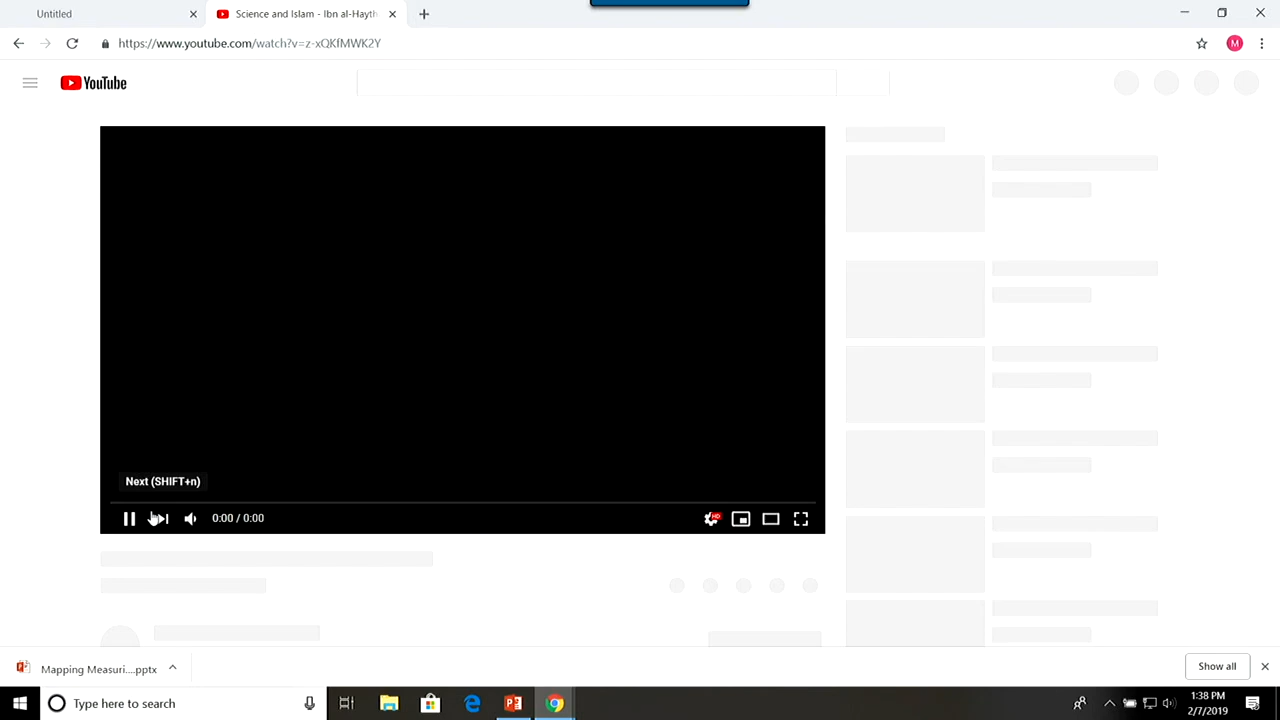 Untitled
Science and Islam - Ibn al-Hayth
https://www.youtube.com/watch?v=z-xQKfMWK2Y
M
YouTube
Next (SHIFT+n)
0:00 / 0:00
HD
Mapping Measuri....pptx
Show all
Type here to search
1:38 PM
2/7/2019